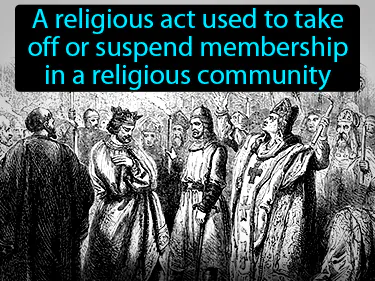 A religious act used to take
off or suspend membership
in a religious community